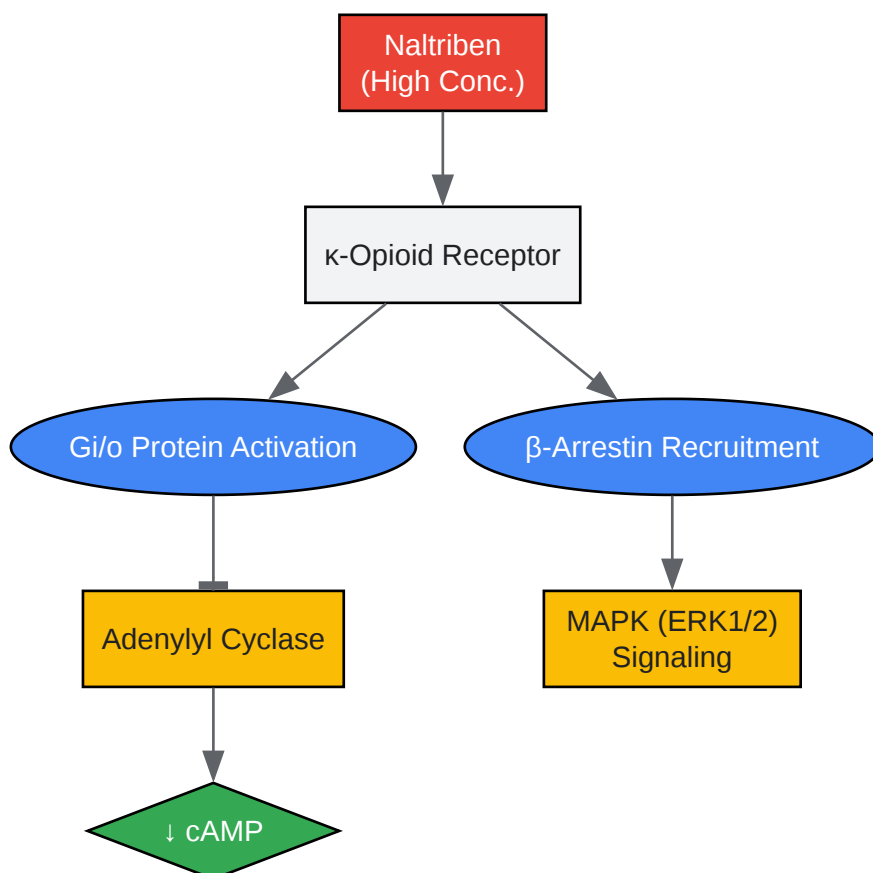 Naltriben
(High Conc.)
κ-Opioid Receptor
Gi/o Protein Activation
β-Arrestin Recruitment
Adenylyl Cyclase
MAPK (ERK1/2)
Signaling
↓ cAMP